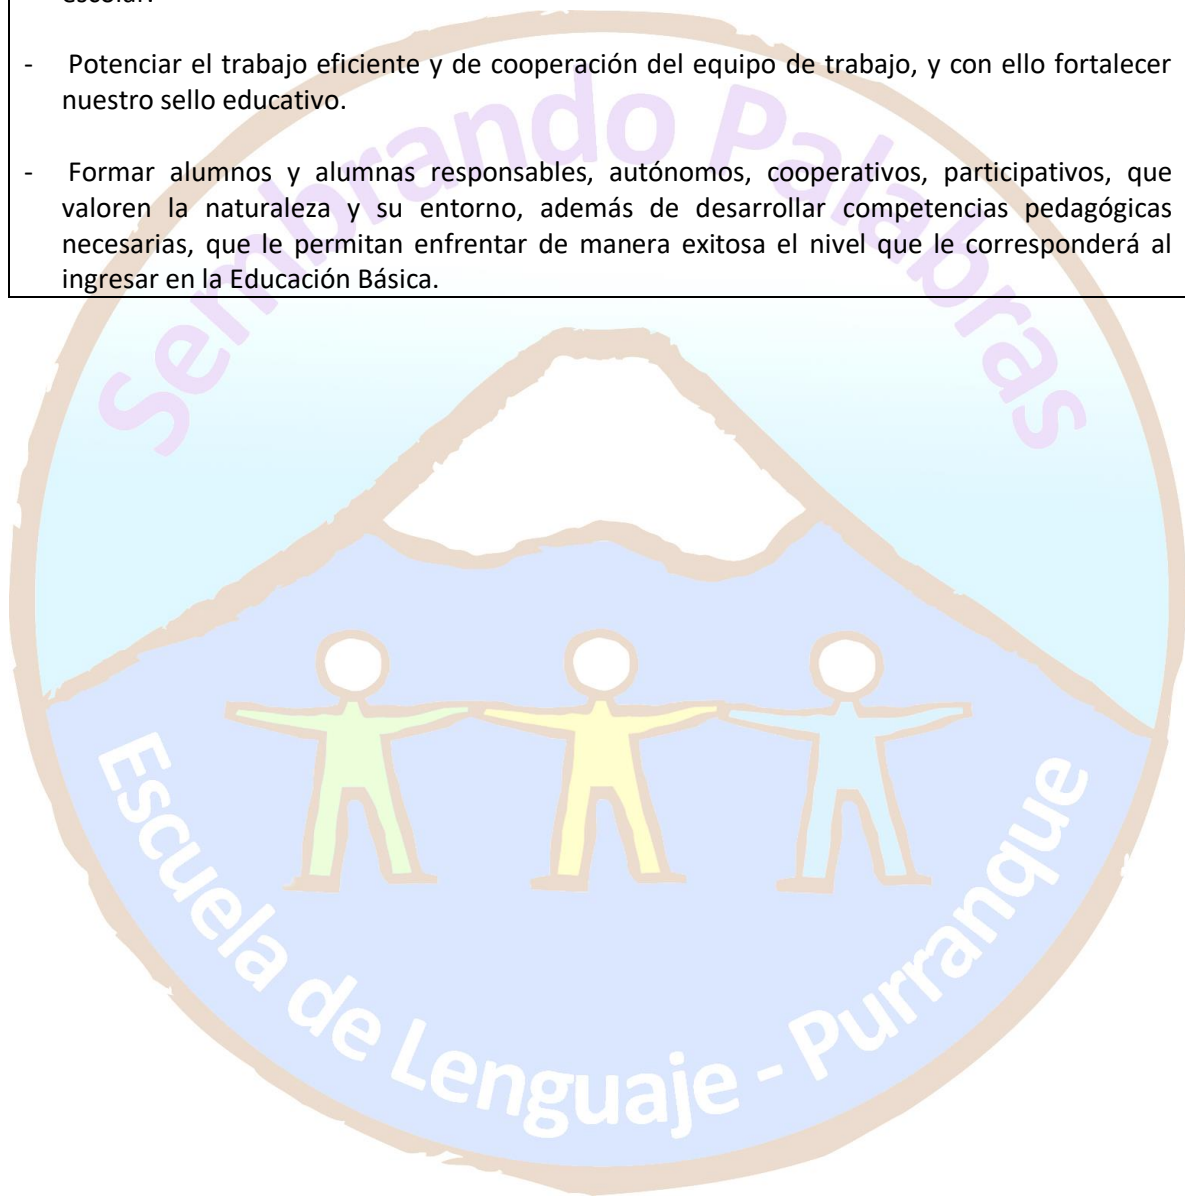 escolar.
- Potenciar el trabajo eficiente y de cooperación del equipo de trabajo, y con ello fortalecer
nuestro sello educativo.
- Formar alumnos y alumnas responsables, autónomos, cooperativos, participativos, que
valoren la naturaleza y su entorno, además de desarrollar competencias pedagógicas
necesarias, que le permitan enfrentar de manera exitosa el nivel que le corresponderá al
ingresar en la Educación Básica.
Sembrando Palabras
Escuela de Lenguaje - Purranque